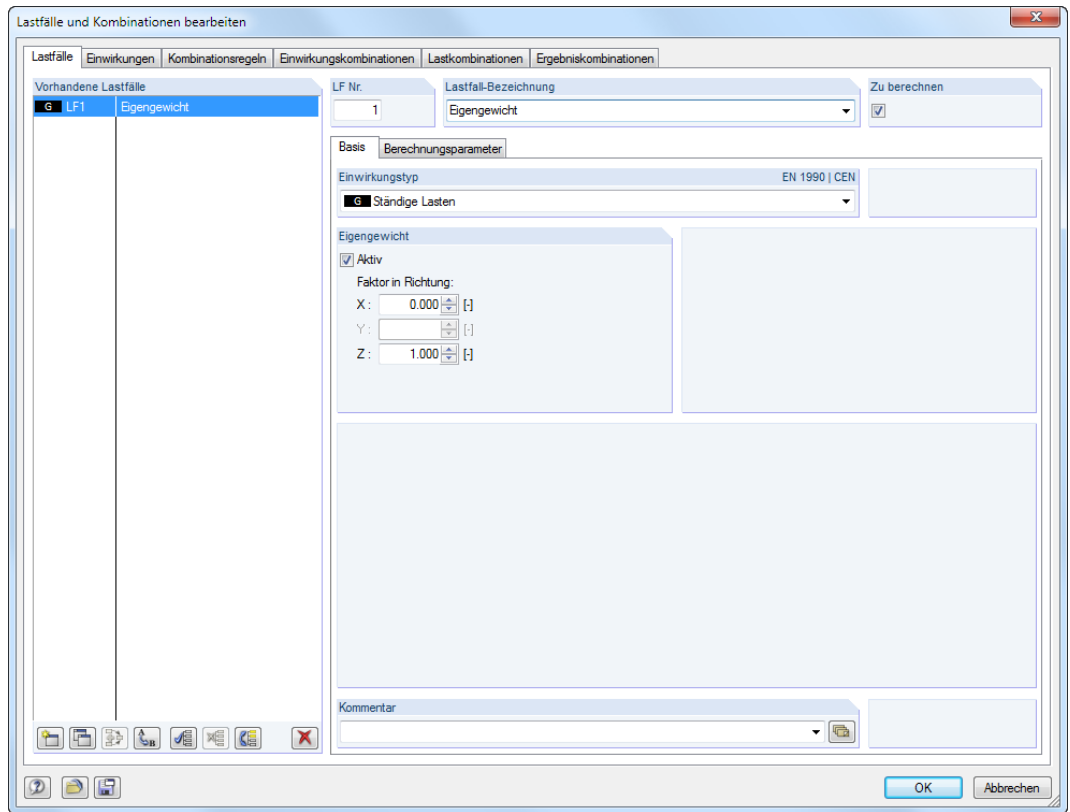 Lastfälle und Kombinationen bearbeiten
Lastfälle Einwirkungen Kombinationsregeln Einwirkungskombinationen Lastkombinationen Ergebniskombinationen
Vorhandene Lastfälle
G LF1 Eigengewicht
LF Nr.
1
Lastfall-Bezeichnung
Eigengewicht
Zu berechnen
Basis Berechnungsparameter
Einwirkungstyp EN 1990 | CEN
G Ständige Lasten
Eigengewicht
Aktiv
Faktor in Richtung:
X : 0.000 [-]
Y : [-]
Z : 1.000 [-]
Kommentar
OK Abbrechen